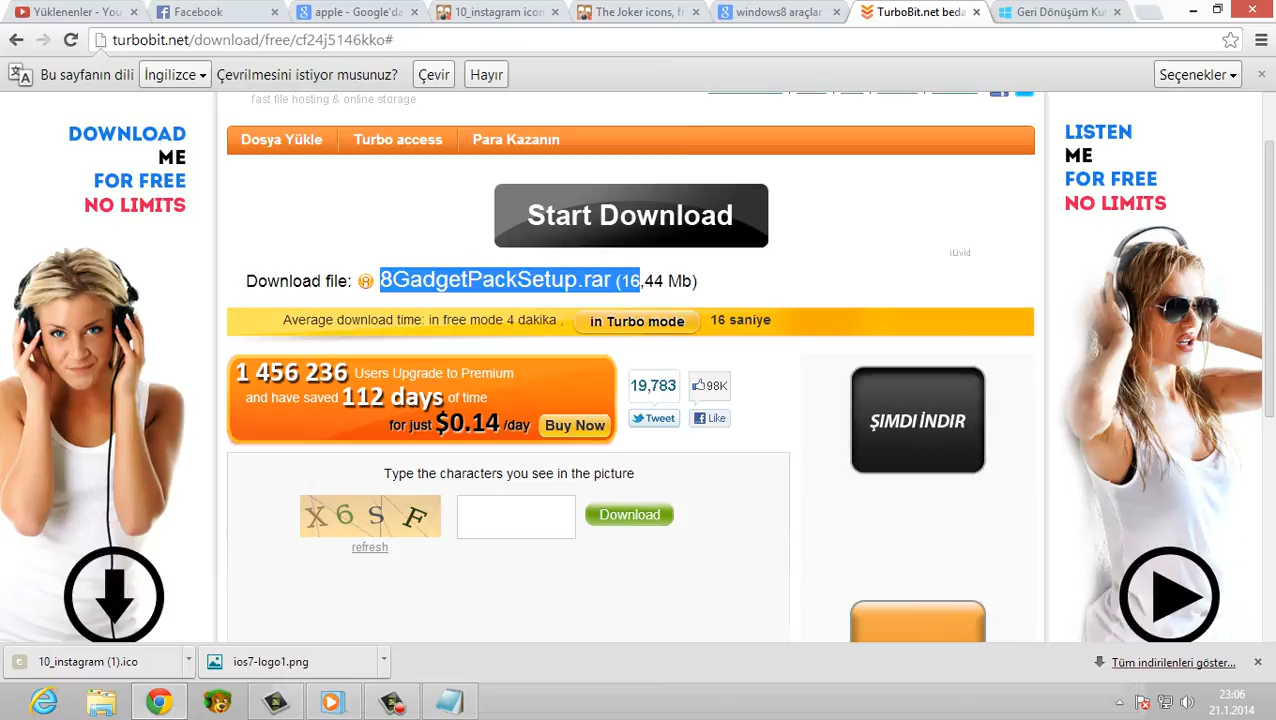 Yüklenenler - You
Facebook
apple - Google'da
10_instagram icon
The Joker icons, f
windows8 araçlar
TurboBit.net beda
Geri Dönüşüm Ku
turbobit.net/download/free/cf24j5146kko#
Bu sayfanın dili İngilizce Çevrilmesini istiyor musunuz? Çevir Hayır Seçenekler
fast file hosting & online storage
Dosya Yükle Turbo access Para Kazanın
DOWNLOAD
ME
FOR FREE
NO LIMITS
LISTEN
ME
FOR FREE
NO LIMITS
Start Download
iLivid
Download file: 8GadgetPackSetup.rar (16,44 Mb)
Average download time: in free mode 4 dakika , in Turbo mode 16 saniye
1 456 236 Users Upgrade to Premium
and have saved 112 days of time
for just $0.14 /day Buy Now
19,783
98K
Tweet
Like
ŞIMDI İNDIR
Type the characters you see in the picture
X 6 S F
Download
refresh
10_instagram (1).ico
ios7-logo1.png
Tüm indirilenleri göster...
23:06
21.1.2014